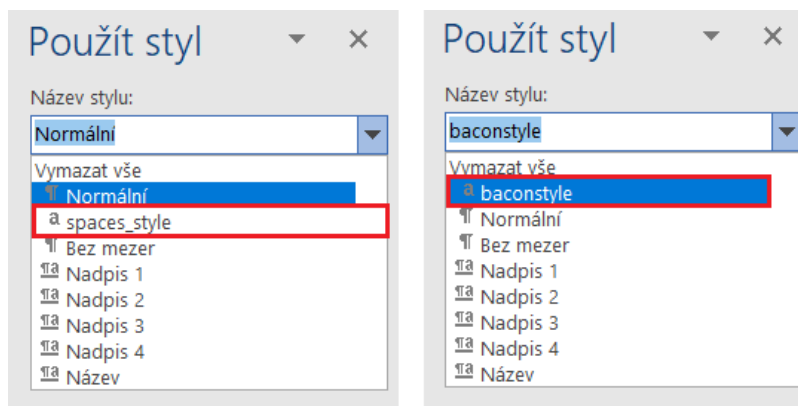 Použít styl
Název stylu:
Normální
Vymazat vše
¶ Normální
a spaces_style
¶ Bez mezer
¶a Nadpis 1
¶a Nadpis 2
¶a Nadpis 3
¶a Nadpis 4
¶a Název
Použít styl
Název stylu:
baconstyle
Vymazat vše
a baconstyle
¶ Normální
¶ Bez mezer
¶a Nadpis 1
¶a Nadpis 2
¶a Nadpis 3
¶a Nadpis 4
¶a Název